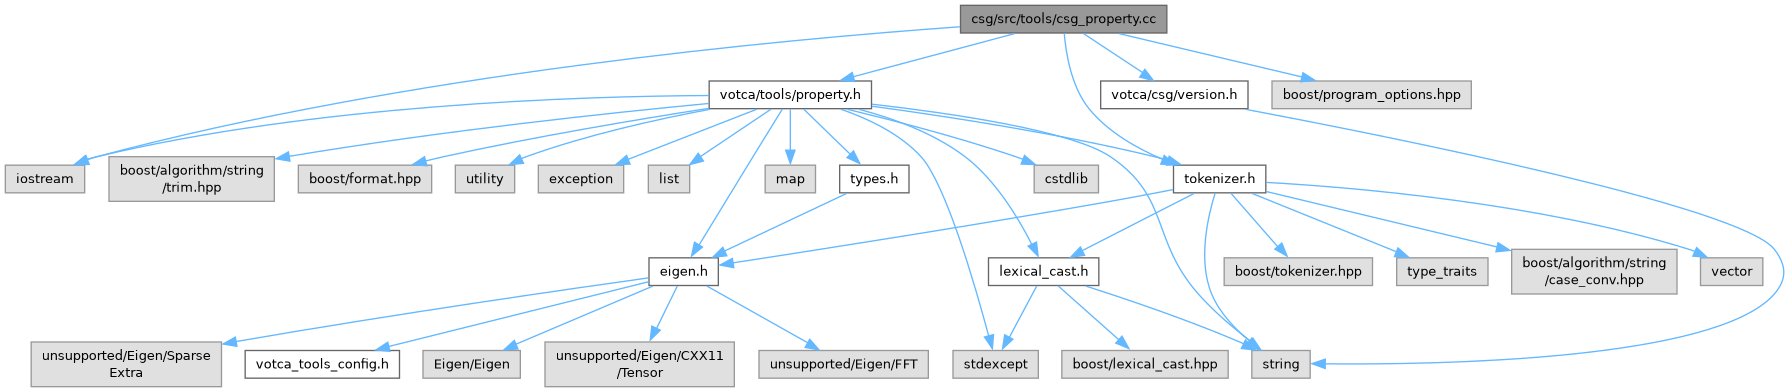 csg/src/tools/csg_property.cc
votca/tools/property.h
votca/csg/version.h
boost/program_options.hpp
iostream
boost/algorithm/string
/trim.hpp
boost/format.hpp
utility
exception
list
map
types.h
cstdlib
tokenizer.h
eigen.h
lexical_cast.h
boost/tokenizer.hpp
type_traits
boost/algorithm/string
/case_conv.hpp
vector
unsupported/Eigen/Sparse
Extra
votca_tools_config.h
Eigen/Eigen
unsupported/Eigen/CXX11
/Tensor
unsupported/Eigen/FFT
stdexcept
boost/lexical_cast.hpp
string